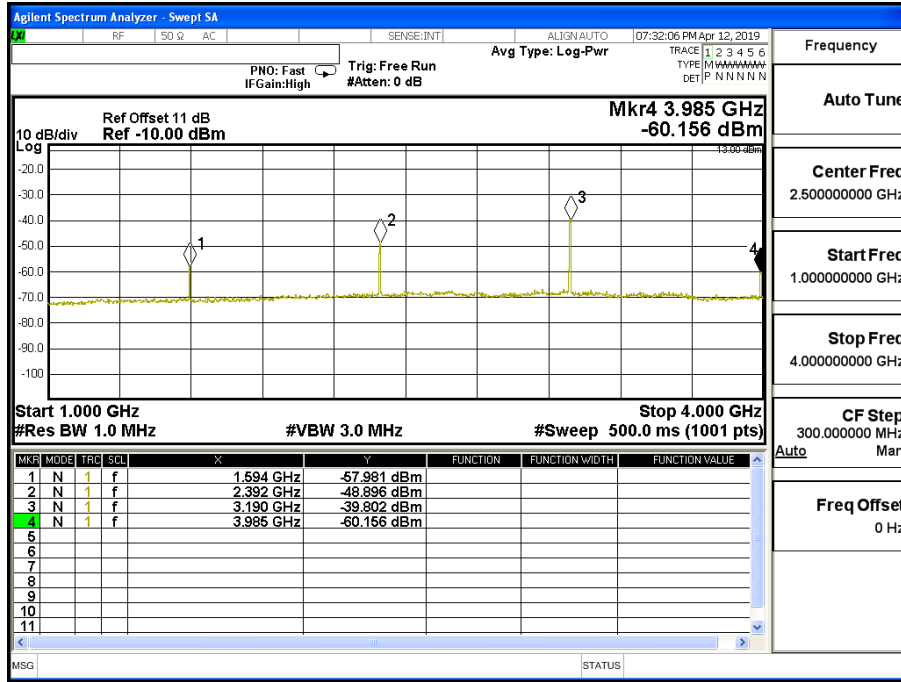 Agilent Spectrum Analyzer - Swept SA
LXI RF 50 Ω AC SENSE:INT ALIGN AUTO 07:32:06 PM Apr 12, 2019
Frequency
Avg Type: Log-Pwr
TRACE 1 2 3 4 5 6
PNO: Fast Trig: Free Run
TYPE M WWWWW
IFGain:High #Atten: 0 dB
DET P N N N N N
Auto Tune
Ref Offset 11 dB
Mkr4 3.985 GHz
10 dB/div Ref -10.00 dBm
-60.156 dBm
Log
13.00 dBm
-20.0
-30.0
-40.0
-50.0
-60.0
-70.0
-80.0
-90.0
-100
1
2
3
4
Center Freq
2.500000000 GHz
Start Freq
1.000000000 GHz
Stop Freq
4.000000000 GHz
Start 1.000 GHz Stop 4.000 GHz
#Res BW 1.0 MHz #VBW 3.0 MHz #Sweep 500.0 ms (1001 pts)
CF Step
300.000000 MHz
Auto Man
MKR MODE TRC SCL X Y FUNCTION FUNCTION WIDTH FUNCTION VALUE
1 N 1 f 1.594 GHz -57.981 dBm
2 N 1 f 2.392 GHz -48.896 dBm
3 N 1 f 3.190 GHz -39.802 dBm
4 N 1 f 3.985 GHz -60.156 dBm
5
6
7
8
9
10
11
Freq Offset
0 Hz
MSG STATUS